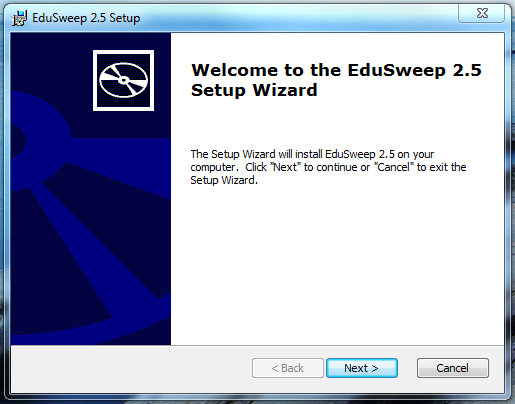 EduSweep 2.5 Setup
Welcome to the EduSweep 2.5
Setup Wizard
The Setup Wizard will install EduSweep 2.5 on your
computer. Click "Next" to continue or "Cancel" to exit the
Setup Wizard.
< Back
Next >
Cancel